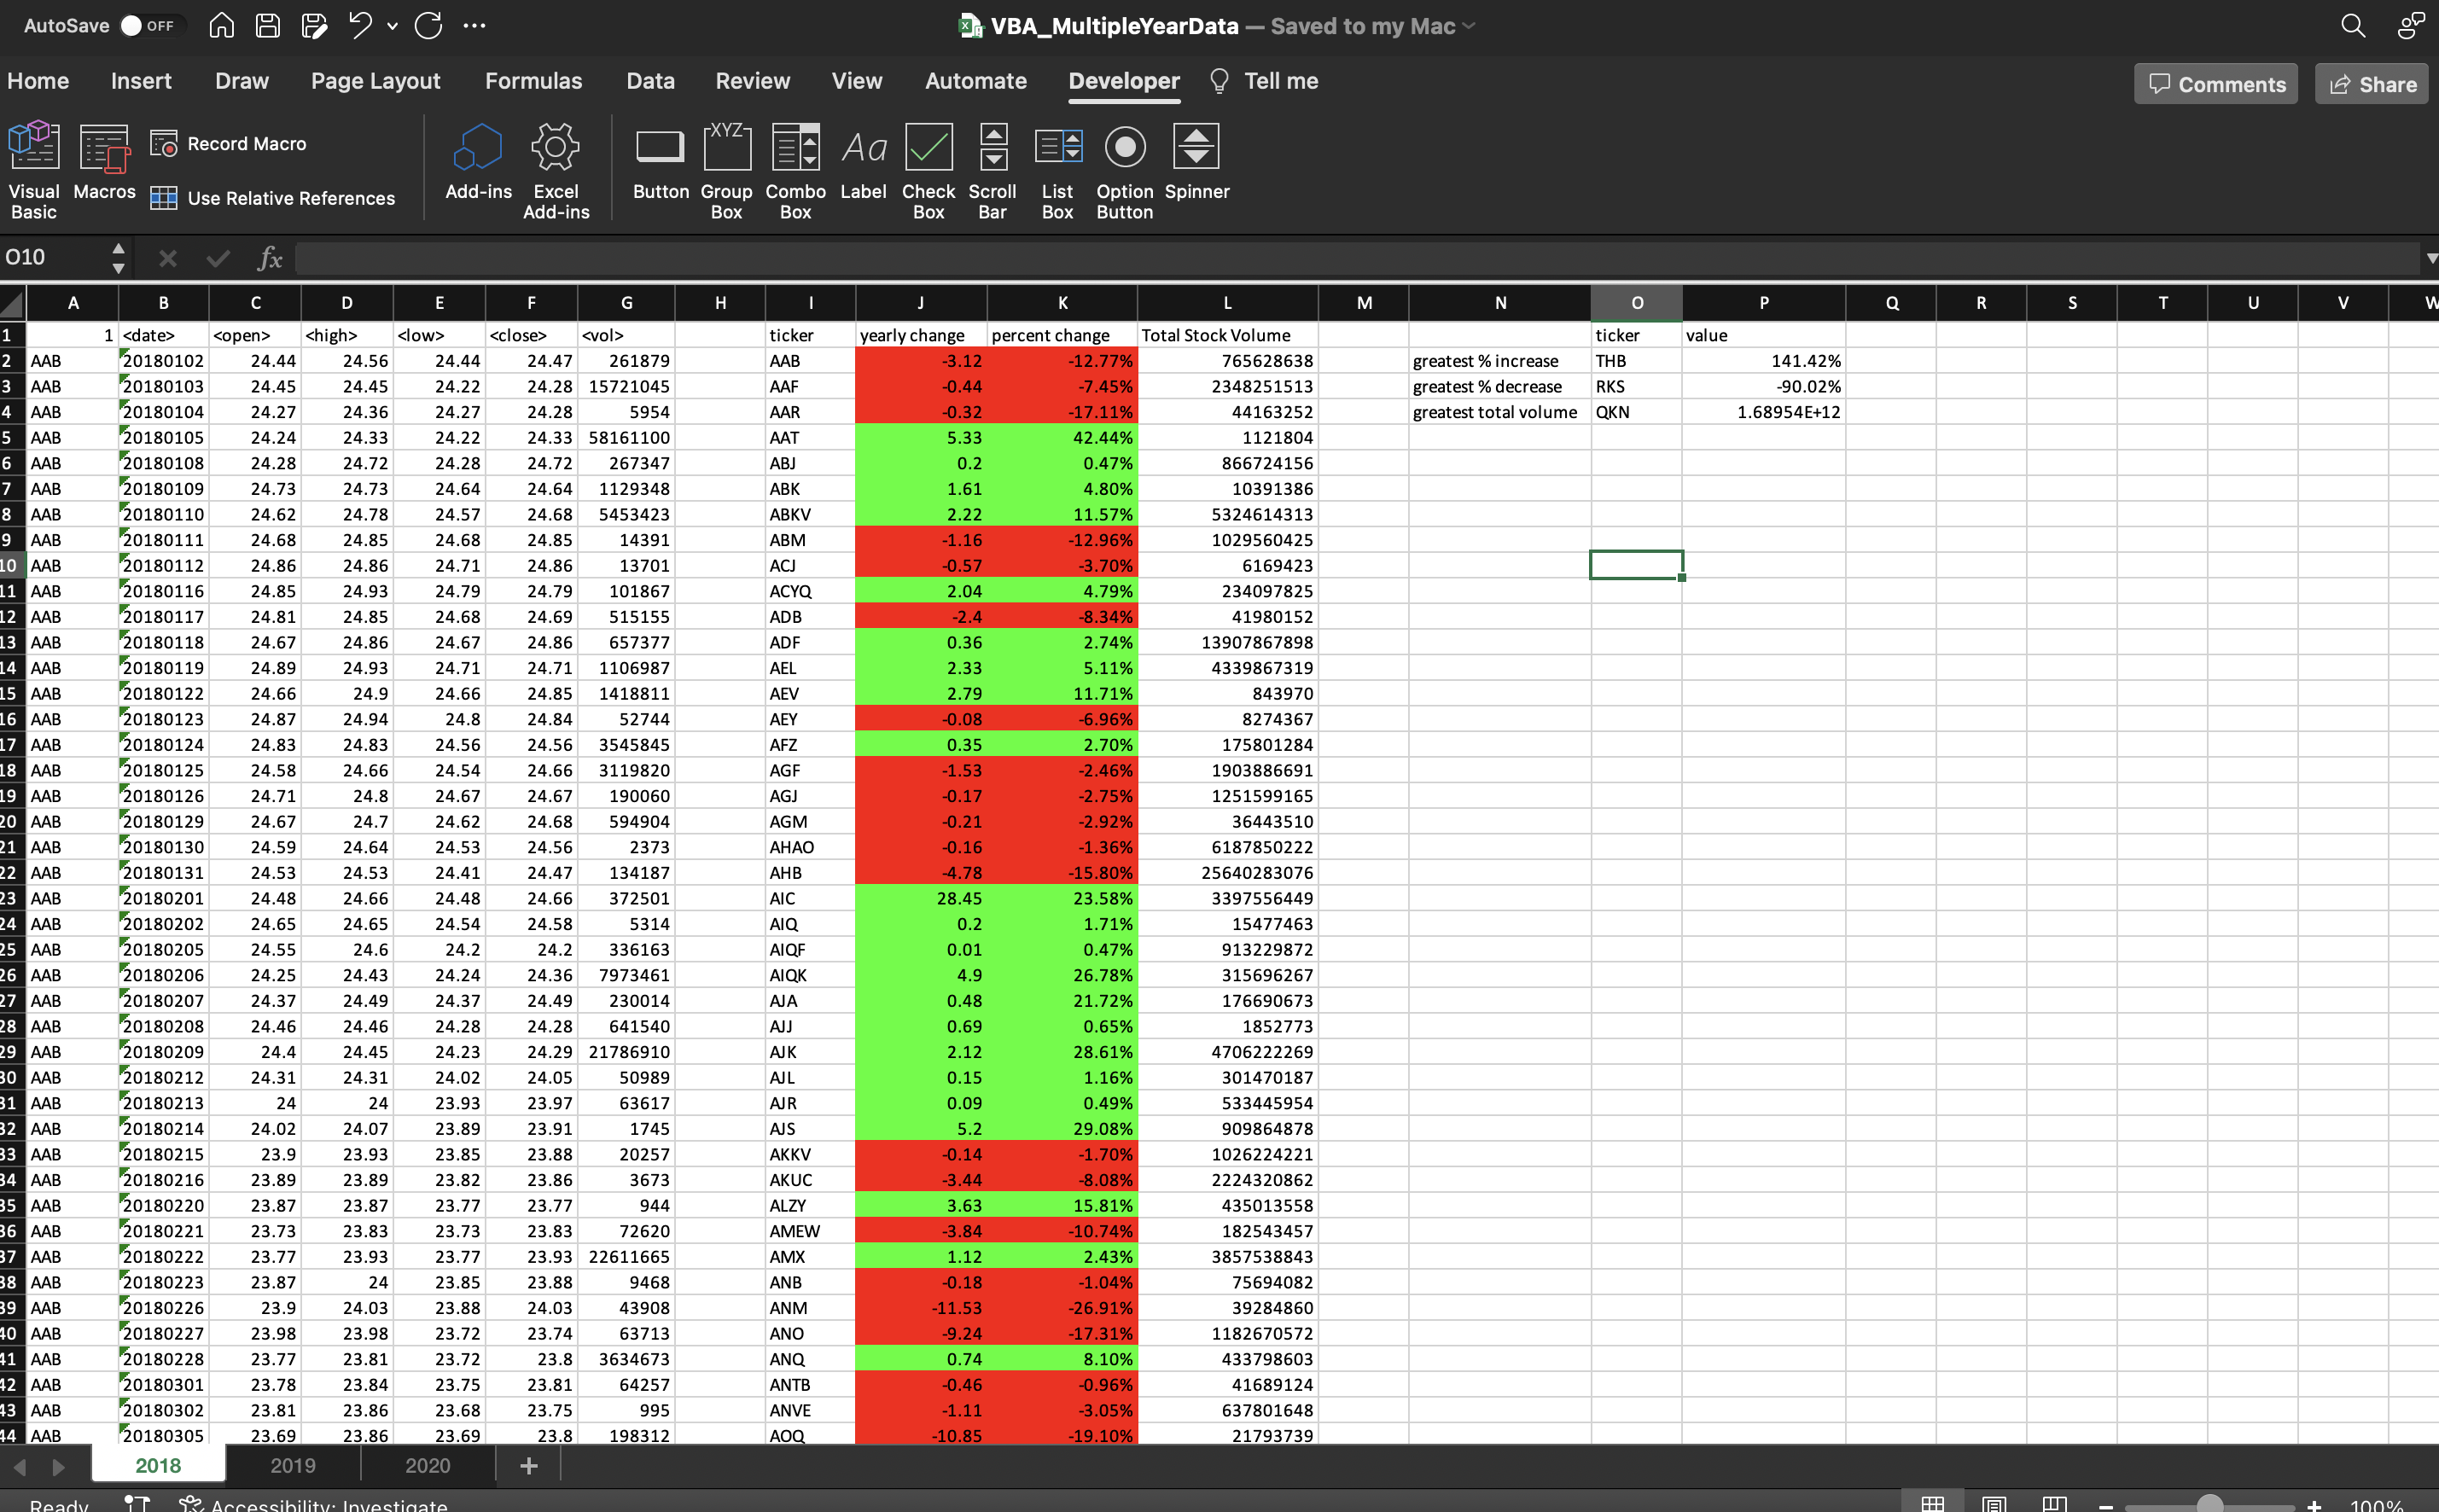 AutoSave OFF VBA_MultipleYearData — Saved to my Mac
Home Insert Draw Page Layout Formulas Data Review View Automate Developer Tell me Comments Share
Visual Basic Macros Record Macro Use Relative References Add-ins Excel Add-ins Button XYZ Group Box Combo Box Aa Label Check Box Scroll Bar List Box Option Button Spinner
O10 fx
A B C D E F G H I J K L M N O P Q R S T U V W
1 1 <date> <open> <high> <low> <close> <vol> ticker yearly change percent change Total Stock Volume ticker value
2 AAB 20180102 24.44 24.56 24.44 24.47 261879 AAB -3.12 -12.77% 765628638 greatest % increase THB 141.42%
3 AAB 20180103 24.45 24.45 24.22 24.28 15721045 AAF -0.44 -7.45% 2348251513 greatest % decrease RKS -90.02%
4 AAB 20180104 24.27 24.36 24.27 24.28 5954 AAR -0.32 -17.11% 44163252 greatest total volume QKN 1.68954E+12
5 AAB 20180105 24.24 24.33 24.22 24.33 58161100 AAT 5.33 42.44% 1121804
6 AAB 20180108 24.28 24.72 24.28 24.72 267347 ABJ 0.2 0.47% 866724156
7 AAB 20180109 24.73 24.73 24.64 24.64 1129348 ABK 1.61 4.80% 10391386
8 AAB 20180110 24.62 24.78 24.57 24.68 5453423 ABKV 2.22 11.57% 5324614313
9 AAB 20180111 24.68 24.85 24.68 24.85 14391 ABM -1.16 -12.96% 1029560425
10 AAB 20180112 24.86 24.86 24.71 24.86 13701 ACJ -0.57 -3.70% 6169423
11 AAB 20180116 24.85 24.93 24.79 24.79 101867 ACYQ 2.04 4.79% 234097825
12 AAB 20180117 24.81 24.85 24.68 24.69 515155 ADB -2.4 -8.34% 41980152
13 AAB 20180118 24.67 24.86 24.67 24.86 657377 ADF 0.36 2.74% 13907867898
14 AAB 20180119 24.89 24.93 24.71 24.71 1106987 AEL 2.33 5.11% 4339867319
15 AAB 20180122 24.66 24.9 24.66 24.85 1418811 AEV 2.79 11.71% 843970
16 AAB 20180123 24.87 24.94 24.8 24.84 52744 AEY -0.08 -6.96% 8274367
17 AAB 20180124 24.83 24.83 24.56 24.56 3545845 AFZ 0.35 2.70% 175801284
18 AAB 20180125 24.58 24.66 24.54 24.66 3119820 AGF -1.53 -2.46% 1903886691
19 AAB 20180126 24.71 24.8 24.67 24.67 190060 AGJ -0.17 -2.75% 1251599165
20 AAB 20180129 24.67 24.7 24.62 24.68 594904 AGM -0.21 -2.92% 36443510
21 AAB 20180130 24.59 24.64 24.53 24.56 2373 AHAO -0.16 -1.36% 6187850222
22 AAB 20180131 24.53 24.53 24.41 24.47 134187 AHB -4.78 -15.80% 25640283076
23 AAB 20180201 24.48 24.66 24.48 24.66 372501 AIC 28.45 23.58% 3397556449
24 AAB 20180202 24.65 24.65 24.54 24.58 5314 AIQ 0.2 1.71% 15477463
25 AAB 20180205 24.55 24.6 24.2 24.2 336163 AIQF 0.01 0.47% 913229872
26 AAB 20180206 24.25 24.43 24.24 24.36 7973461 AIQK 4.9 26.78% 315696267
27 AAB 20180207 24.37 24.49 24.37 24.49 230014 AJA 0.48 21.72% 176690673
28 AAB 20180208 24.46 24.46 24.28 24.28 641540 AJJ 0.69 0.65% 1852773
29 AAB 20180209 24.4 24.45 24.23 24.29 21786910 AJK 2.12 28.61% 4706222269
30 AAB 20180212 24.31 24.31 24.02 24.05 50989 AJL 0.15 1.16% 301470187
31 AAB 20180213 24 24 23.93 23.97 63617 AJR 0.09 0.49% 533445954
32 AAB 20180214 24.02 24.07 23.89 23.91 1745 AJS 5.2 29.08% 909864878
33 AAB 20180215 23.9 23.93 23.85 23.88 20257 AKKV -0.14 -1.70% 1026224221
34 AAB 20180216 23.89 23.89 23.82 23.86 3673 AKUC -3.44 -8.08% 2224320862
35 AAB 20180220 23.87 23.87 23.77 23.77 944 ALZY 3.63 15.81% 435013558
36 AAB 20180221 23.73 23.83 23.73 23.83 72620 AMEW -3.84 -10.74% 182543457
37 AAB 20180222 23.77 23.93 23.77 23.93 22611665 AMX 1.12 2.43% 3857538843
38 AAB 20180223 23.87 24 23.85 23.88 9468 ANB -0.18 -1.04% 75694082
39 AAB 20180226 23.9 24.03 23.88 24.03 43908 ANM -11.53 -26.91% 39284860
40 AAB 20180227 23.98 23.98 23.72 23.74 63713 ANO -9.24 -17.31% 1182670572
41 AAB 20180228 23.77 23.81 23.72 23.8 3634673 ANQ 0.74 8.10% 433798603
42 AAB 20180301 23.78 23.84 23.75 23.81 64257 ANTB -0.46 -0.96% 41689124
43 AAB 20180302 23.81 23.86 23.68 23.75 995 ANVE -1.11 -3.05% 637801648
44 AAB 20180305 23.69 23.86 23.69 23.8 198312 AOQ -10.85 -19.10% 21793739
2018 2019 2020 +
Ready Accessibility: Investigate 100%